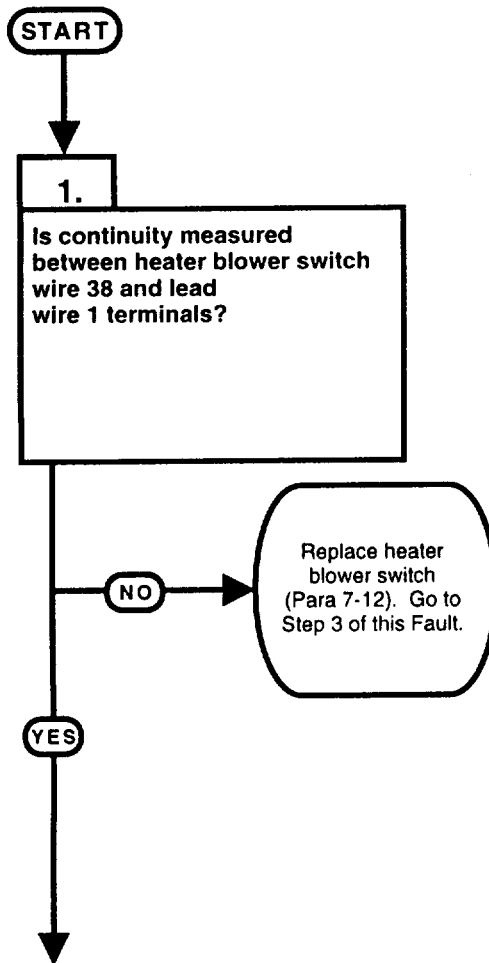 START
1.
Is continuity measured
between heater blower switch
wire 38 and lead
wire 1 terminals?
NO
Replace heater
blower switch
(Para 7-12). Go to
Step 3 of this Fault.
YES